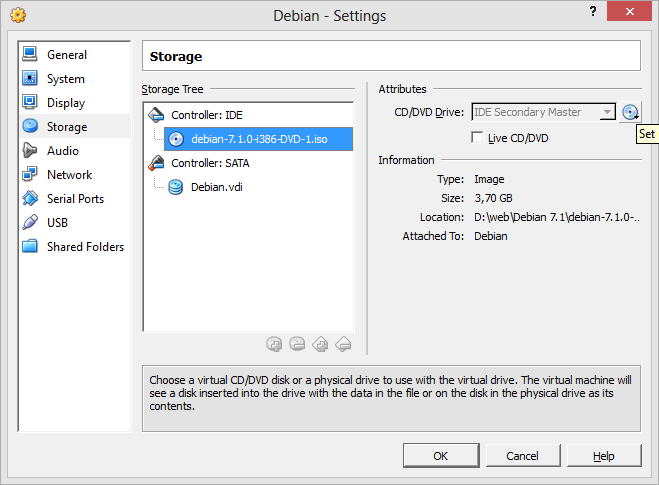 Debian - Settings
?
General
System
Display
Storage
Audio
Network
Serial Ports
USB
Shared Folders
Storage
Storage Tree
Controller: IDE
debian-7.1.0-i386-DVD-1.iso
Controller: SATA
Debian.vdi
Attributes
CD/DVD Drive: IDE Secondary Master
Set
Live CD/DVD
Information
Type: Image
Size: 3,70 GB
Location: D:\web\Debian 7.1\debian-7.1.0-...
Attached To: Debian
Choose a virtual CD/DVD disk or a physical drive to use with the virtual drive. The virtual machine will
see a disk inserted into the drive with the data in the file or on the disk in the physical drive as its
contents.
OK Cancel Help